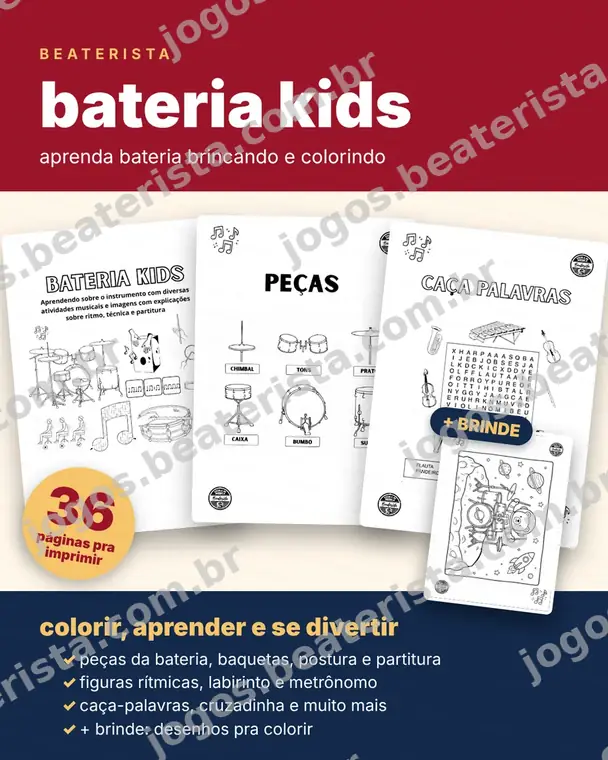 BEATERISTA
bateria kids
aprenda bateria brincando e colorindo
BATERIA KIDS
Aprendendo sobre o instrumento com diversas
atividades musicais e imagens com explicações
sobre ritmo, técnica e partitura
PEÇAS
CHIMBAL
TONS
CAIXA
BUMBO
CAÇA PALAVRAS
FLAUTA
+ BRINDE
36
páginas pra
imprimir
colorir, aprender e se divertir
peças da bateria, baquetas, postura e partitura
figuras rítmicas, labirinto e metrônomo
caça-palavras, cruzadinha e muito mais
+ brinde: desenhos pra colorir
jogos.beaterista.com.br